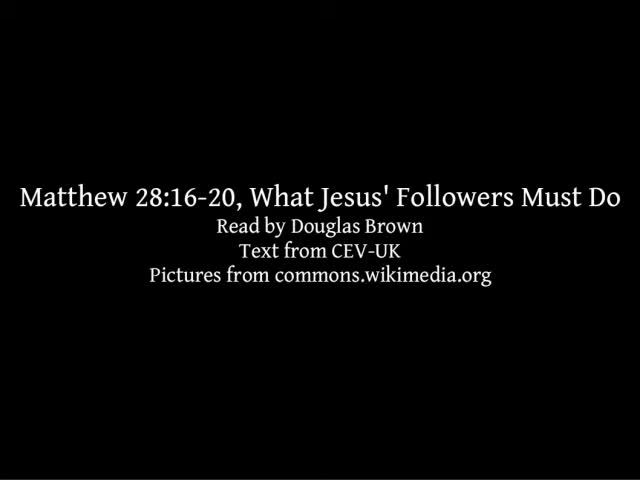 Matthew 28:16-20, What Jesus' Followers Must Do
Read by Douglas Brown
Text from CEV-UK
Pictures from commons.wikimedia.org